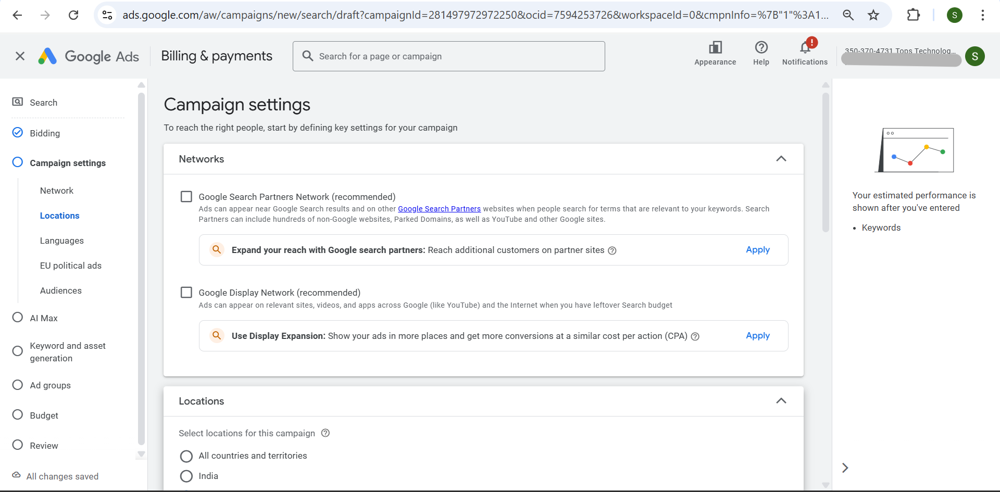 ads.google.com/aw/campaigns/new/search/draft?campaignId=281497972972250&ocid=7594253726&workspaceId=0&cmpnInfo=%7B"1"%3A1...
S
Google Ads
Billing & payments
Search for a page or campaign
Appearance
Help
!
Notifications
350-370-4731 Tops Technolog...
S
Search
Bidding
Campaign settings
Network
Locations
Languages
EU political ads
Audiences
AI Max
Keyword and asset
generation
Ad groups
Budget
Review
All changes saved
Campaign settings
To reach the right people, start by defining key settings for your campaign
Networks
Google Search Partners Network (recommended)
Ads can appear near Google Search results and on other Google Search Partners websites when people search for terms that are relevant to your keywords. Search
Partners can include hundreds of non-Google websites, Parked Domains, as well as YouTube and other Google sites.
Expand your reach with Google search partners: Reach additional customers on partner sites
Apply
Google Display Network (recommended)
Ads can appear on relevant sites, videos, and apps across Google (like YouTube) and the Internet when you have leftover Search budget
Use Display Expansion: Show your ads in more places and get more conversions at a similar cost per action (CPA)
Apply
Locations
Select locations for this campaign
All countries and territories
India
Your estimated performance is
shown after you've entered
• Keywords